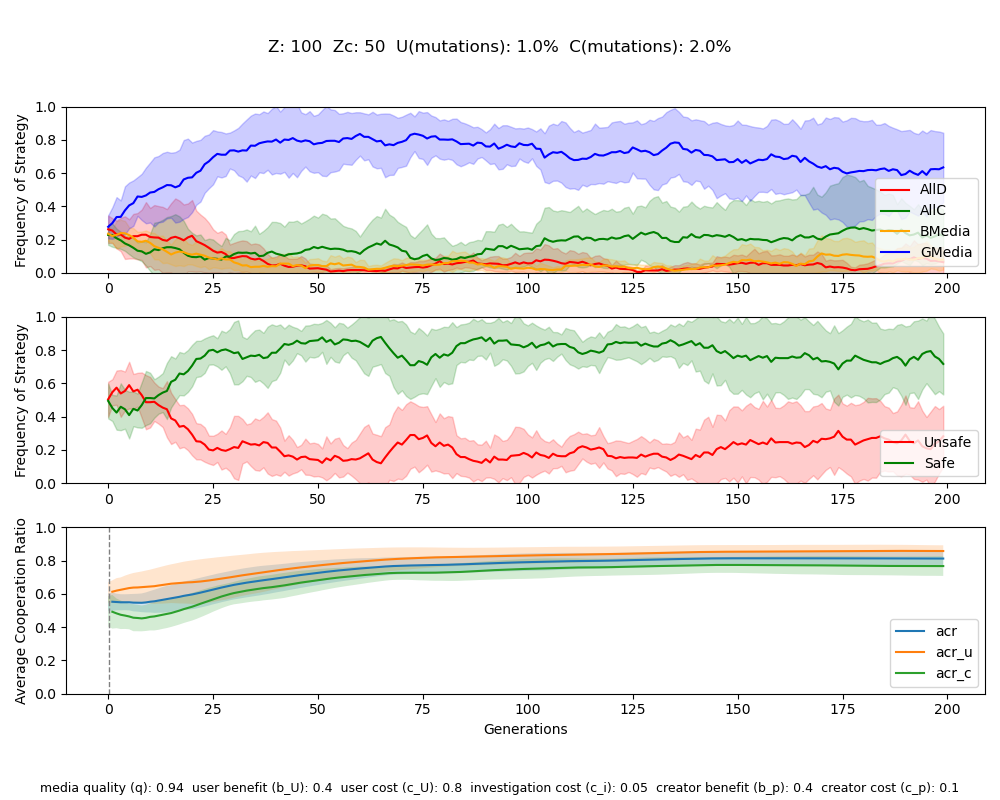 Z: 100  Zc: 50  U(mutations): 1.0%  C(mutations): 2.0%
Frequency of Strategy
1.0
0.8
0.6
0.4
0.2
0.0
AllD
AllC
BMedia
GMedia
0 25 50 75 100 125 150 175 200
Frequency of Strategy
1.0
0.8
0.6
0.4
0.2
0.0
Unsafe
Safe
0 25 50 75 100 125 150 175 200
Average Cooperation Ratio
1.0
0.8
0.6
0.4
0.2
0.0
acr
acr_u
acr_c
0 25 50 75 100 125 150 175 200
Generations
media quality (q): 0.94  user benefit (b_U): 0.4  user cost (c_U): 0.8  investigation cost (c_i): 0.05  creator benefit (b_p): 0.4  creator cost (c_p): 0.1